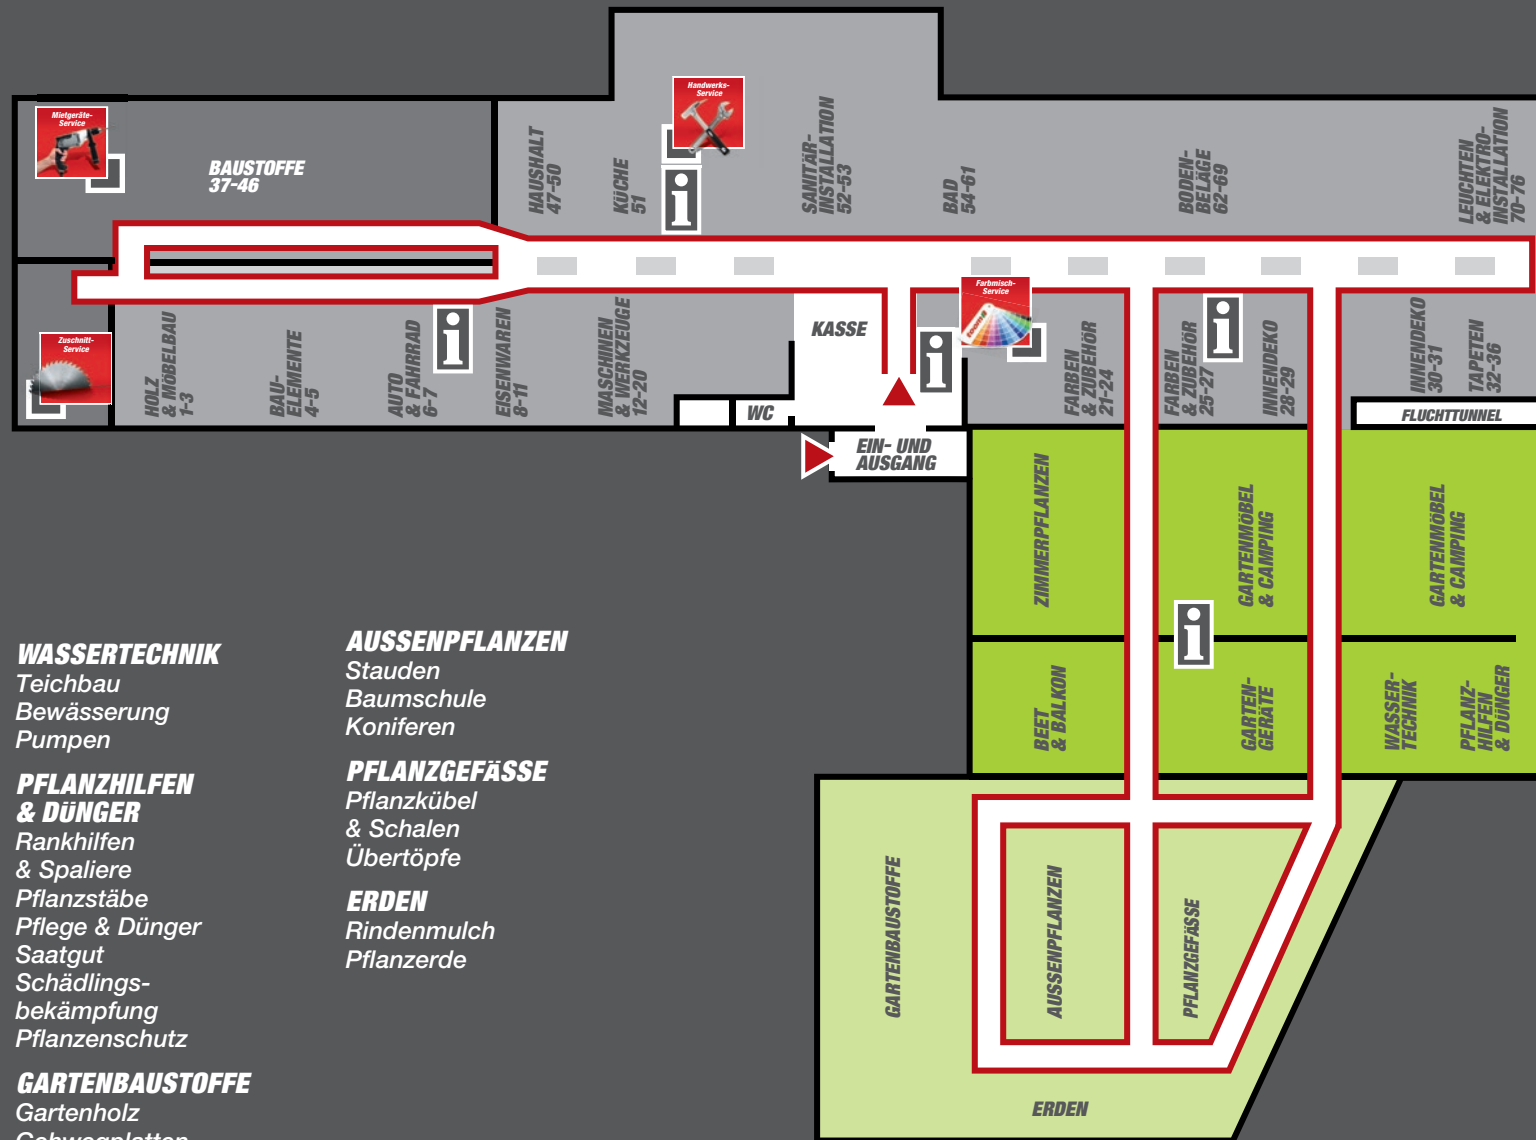 Mietgeräte-
Service
BAUSTOFFE
37-46
HAUSHALT
47-50
KÜCHE
51
Handwerks-
Service
i
SANITÄR-
INSTALLATION
52-53
BAD
54-61
BODEN-
BELÄGE
62-69
LEUCHTEN
& ELEKTRO-
INSTALLATION
70-76
Zuschnitt-
Service
HOLZ
& MÖBELBAU
1-3
BAU-
ELEMENTE
4-5
AUTO
& FAHRRAD
6-7
i
EISENWAREN
8-11
MASCHINEN
& WERKZEUGE
12-20
KASSE
WC
i
Farbmisch-
Service
FARBEN
& ZUBEHÖR
21-24
FARBEN
& ZUBEHÖR
25-27
i
INNENDEKO
28-29
INNENDEKO
30-31
TAPETEN
32-36
FLUCHTTUNNEL
EIN- UND
AUSGANG
ZIMMERPFLANZEN
GARTENMÖBEL
& CAMPING
GARTENMÖBEL
& CAMPING
i
BEET
& BALKON
GARTEN-
GERÄTE
WASSER-
TECHNIK
PFLANZ-
HILFEN
& DÜNGER
GARTENBAUSTOFFE
AUSSENPFLANZEN
PFLANZGEFÄSSE
ERDEN
WASSERTECHNIK
Teichbau
Bewässerung
Pumpen
PFLANZHILFEN
& DÜNGER
Rankhilfen
& Spaliere
Pflanzstäbe
Pflege & Dünger
Saatgut
Schädlings-
bekämpfung
Pflanzenschutz
GARTENBAUSTOFFE
Gartenholz
Gehwegplatten
AUSSENPFLANZEN
Stauden
Baumschule
Koniferen
PFLANZGEFÄSSE
Pflanzkübel
& Schalen
Übertöpfe
ERDEN
Rindenmulch
Pflanzerde